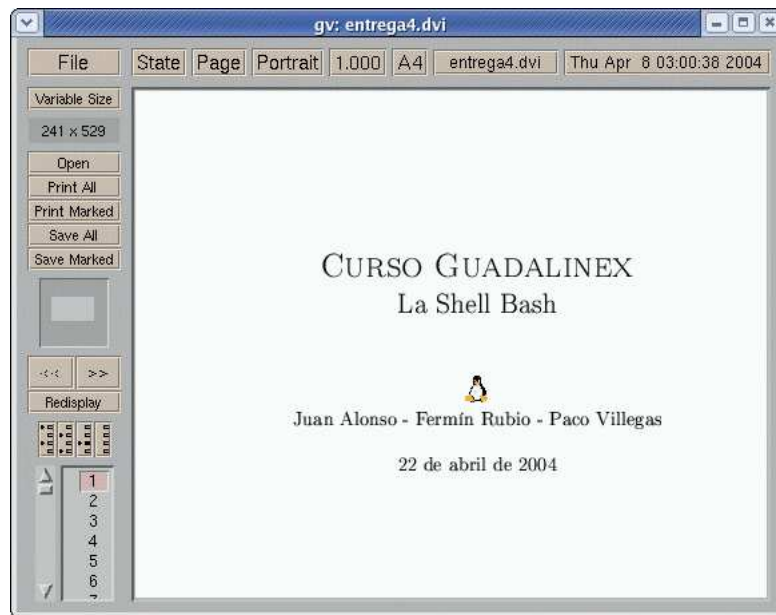 gv: entrega4.dvi
File State Page Portrait 1.000 A4 entrega4.dvi Thu Apr 8 03:00:38 2004
Variable Size
241 x 529
Open
Print All
Print Marked
Save All
Save Marked
<< >>
Redisplay
1
2
3
4
5
6
CURSO GUADALINEX
La Shell Bash
Juan Alonso - Fermín Rubio - Paco Villegas
22 de abril de 2004